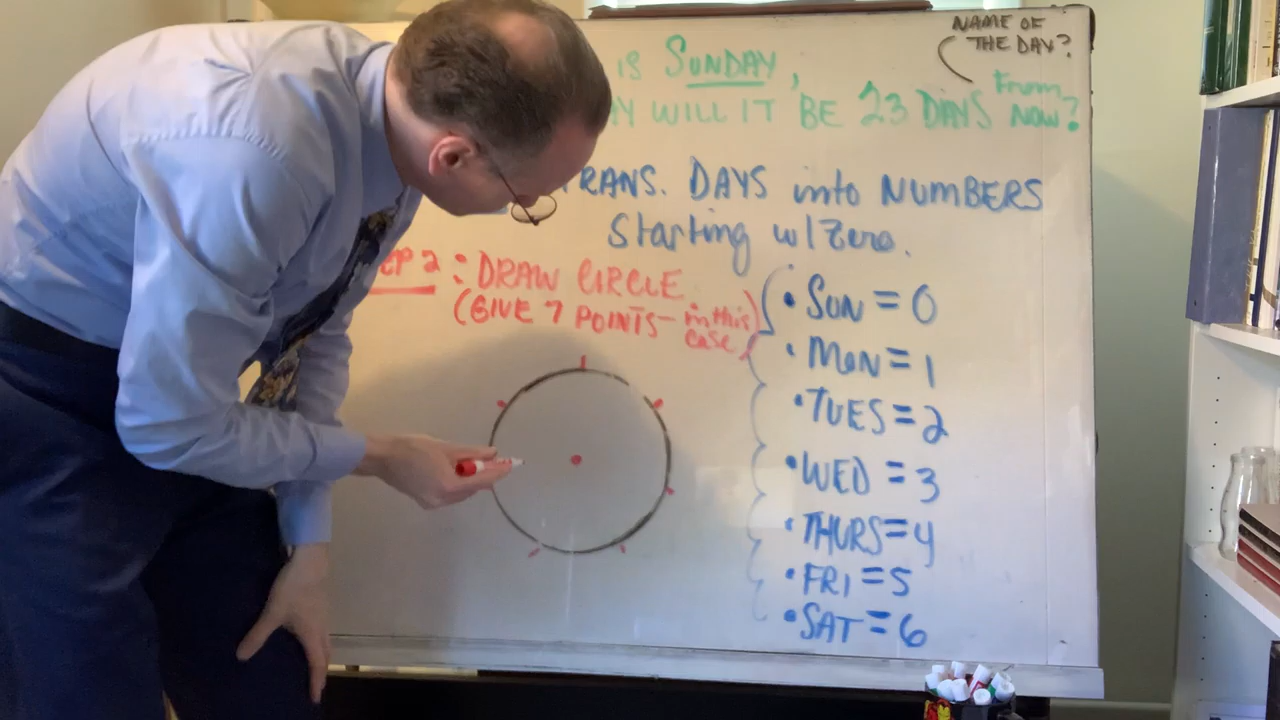 NAME OF
THE DAY?
is SUNDAY,
WILL IT BE 23 DAYS From
NOW?
TRANS. DAYS into NUMBERS
Starting w/Zero.
EP 2: DRAW CIRCLE
(GIVE 7 POINTS- in this
case)
• SUN = 0
• MON = 1
• TUES = 2
• WED = 3
• THURS = 4
• FRI = 5
• SAT = 6